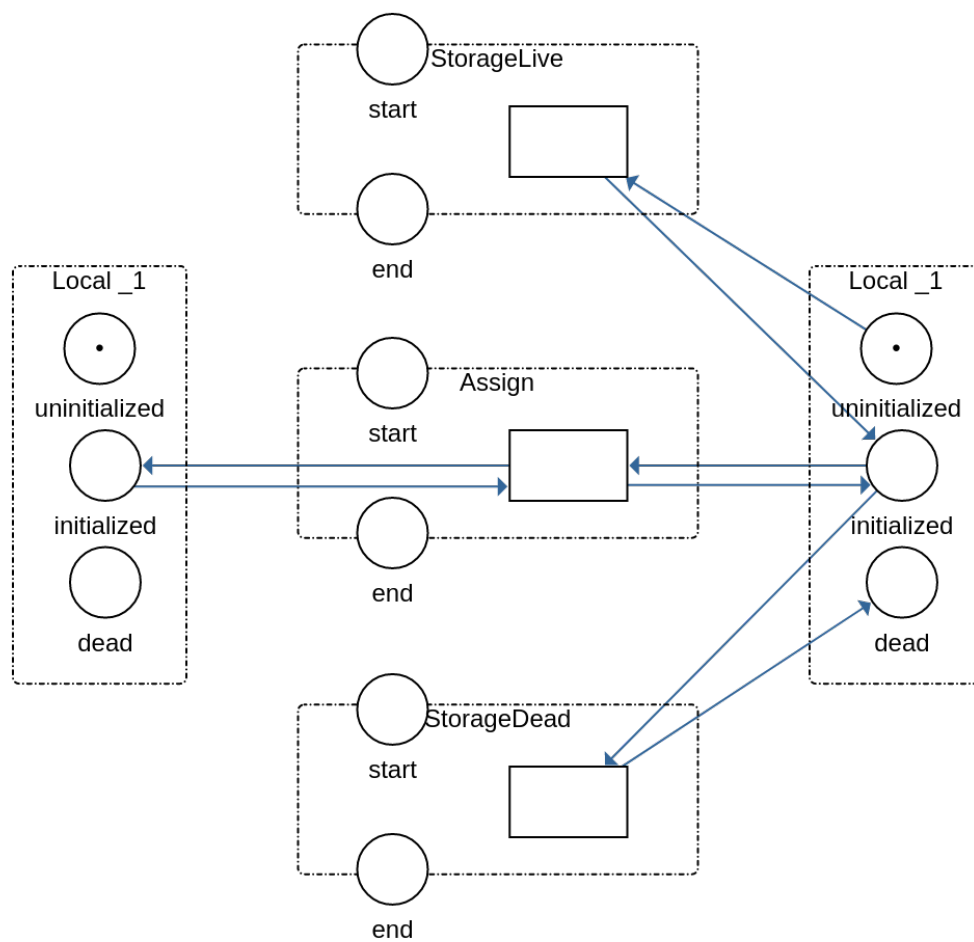 StorageLive
start
end
Local _1
uninitialized
initialized
dead
Assign
start
end
Local _1
uninitialized
initialized
dead
StorageDead
start
end